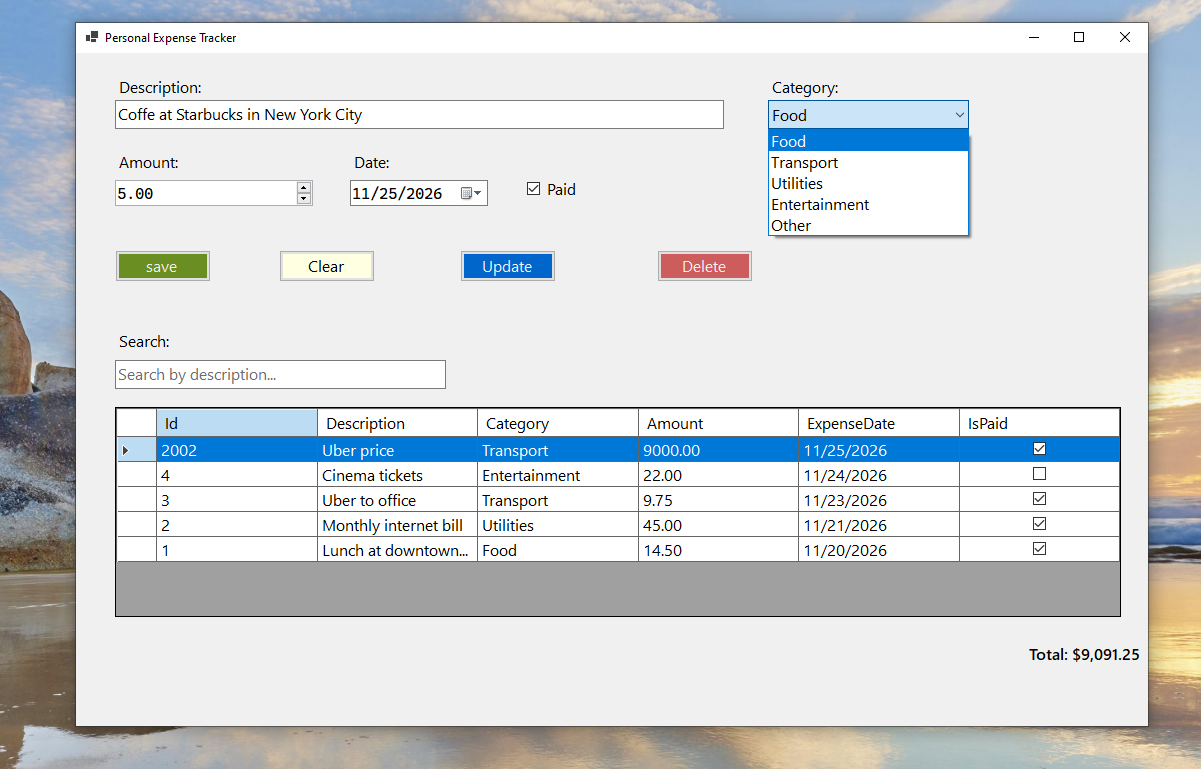 Personal Expense Tracker
Description: Category:
Coffe at Starbucks in New York City Food
Food
Transport
Utilities
Entertainment
Other
Amount: Date:
5.00 11/25/2026 Paid
save Clear Update Delete
Search:
Search by description...
Id Description Category Amount ExpenseDate IsPaid
2002 Uber price Transport 9000.00 11/25/2026
4 Cinema tickets Entertainment 22.00 11/24/2026
3 Uber to office Transport 9.75 11/23/2026
2 Monthly internet bill Utilities 45.00 11/21/2026
1 Lunch at downtown... Food 14.50 11/20/2026
Total: $9,091.25